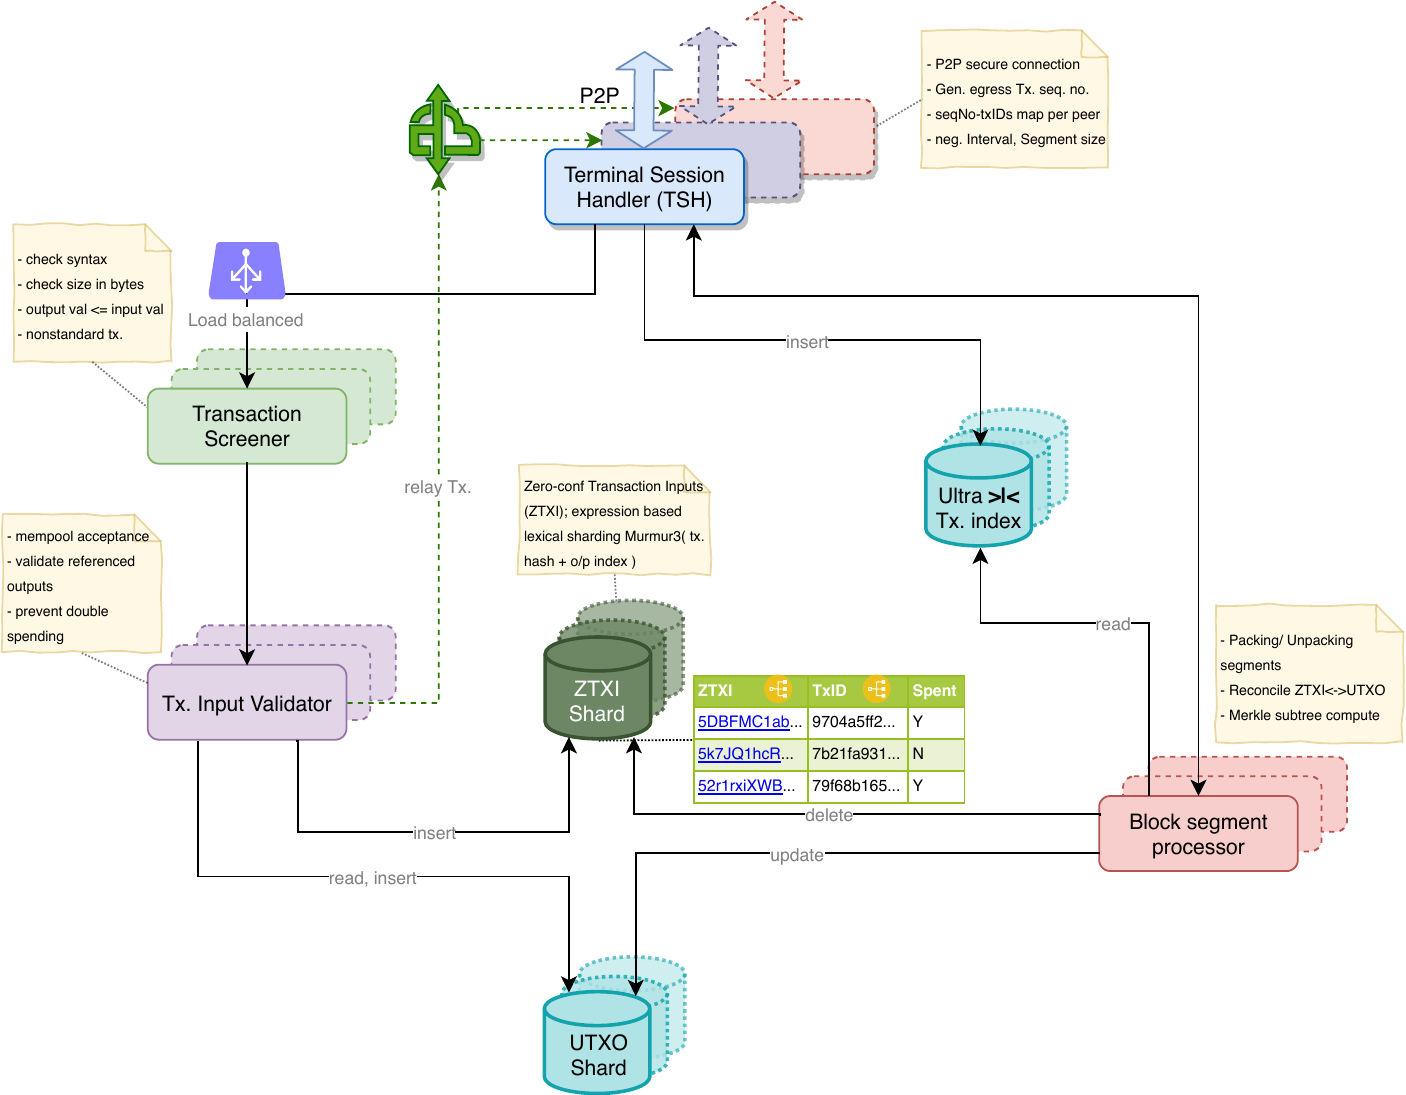 P2P
- P2P secure connection
- Gen. egress Tx. seq. no.
- seqNo-txIDs map per peer
- neg. Interval, Segment size
Terminal Session
Handler (TSH)
- check syntax
- check size in bytes
- output val <= input val
- nonstandard tx.
Load balanced
insert
Transaction
Screener
relay Tx.
Zero-conf Transaction Inputs
(ZTXI); expression based
lexical sharding Murmur3( tx.
hash + o/p index )
Ultra >I<
Tx. index
- mempool acceptance
- validate referenced
outputs
- prevent double
spending
read
- Packing/ Unpacking
segments
- Reconcile ZTXI<->UTXO
- Merkle subtree compute
Tx. Input Validator
ZTXI
Shard
ZTXI TxID Spent
5DBFMC1ab... 9704a5ff2... Y
5k7JQ1hcR... 7b21fa931... N
52r1rxiXWB... 79f68b165... Y
delete
insert
Block segment
processor
update
read, insert
UTXO
Shard